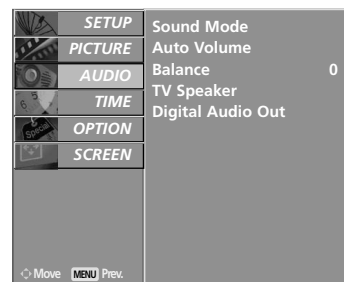 SETUP
PICTURE
AUDIO
TIME
OPTION
SCREEN
Sound Mode
Auto Volume
Balance 0
TV Speaker
Digital Audio Out
Move MENU Prev.
Special